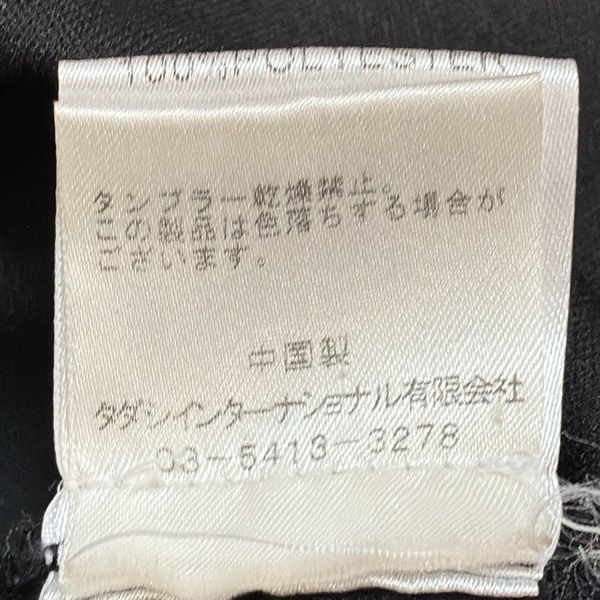 100%POLYESTER
タンブラー乾燥禁止。
この製品は色落ちする場合が
ございます。
中国製
タダシインターナショナル有限会社
03-5413-3278